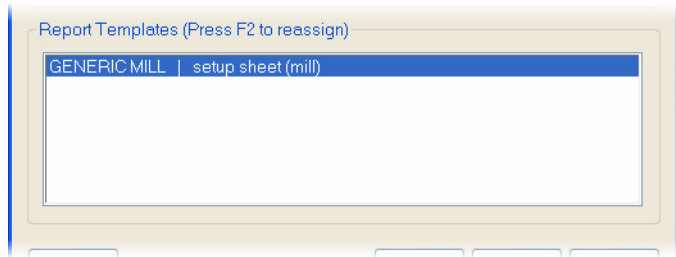 Report Templates (Press F2 to reassign)
GENERIC MILL | setup sheet (mill)